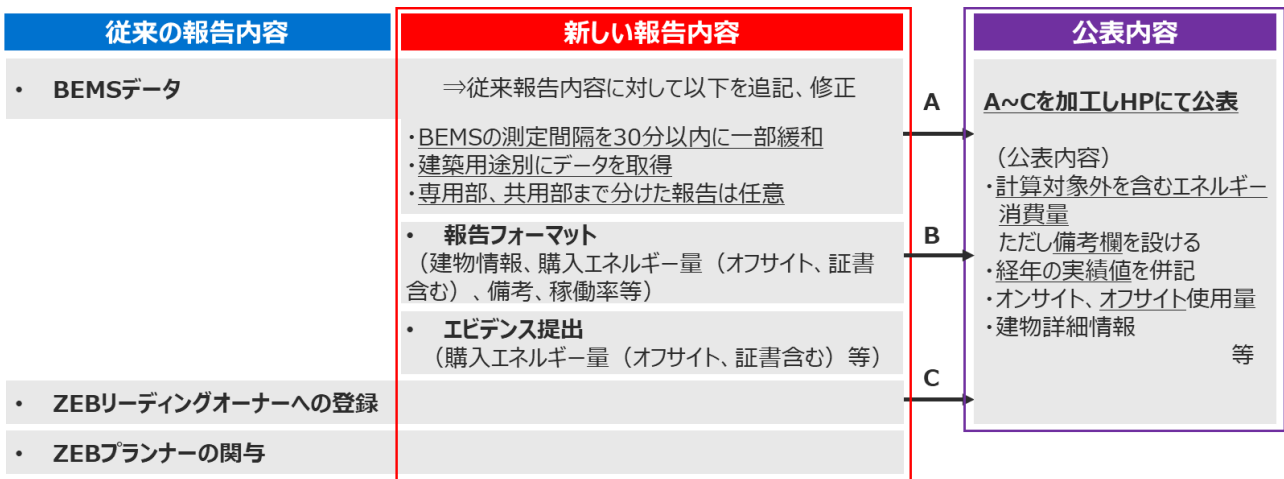 従来の報告内容
新しい報告内容
公表内容
・ BEMSデータ
⇒従来報告内容に対して以下を追記、修正
・BEMSの測定間隔を30分以内に一部緩和
・建築用途別にデータを取得
・専用部、共用部まで分けた報告は任意
・ 報告フォーマット
（建物情報、購入エネルギー量（オフサイト、証書
含む）、備考、稼働率等）
・ エビデンス提出
（購入エネルギー量（オフサイト、証書含む）等）
・ ZEBリーディングオーナーへの登録
・ ZEBプランナーの関与
A
B
C
A~Cを加工しHPにて公表
（公表内容）
・計算対象外を含むエネルギー
消費量
ただし備考欄を設ける
・経年の実績値を併記
・オンサイト、オフサイト使用量
・建物詳細情報
等